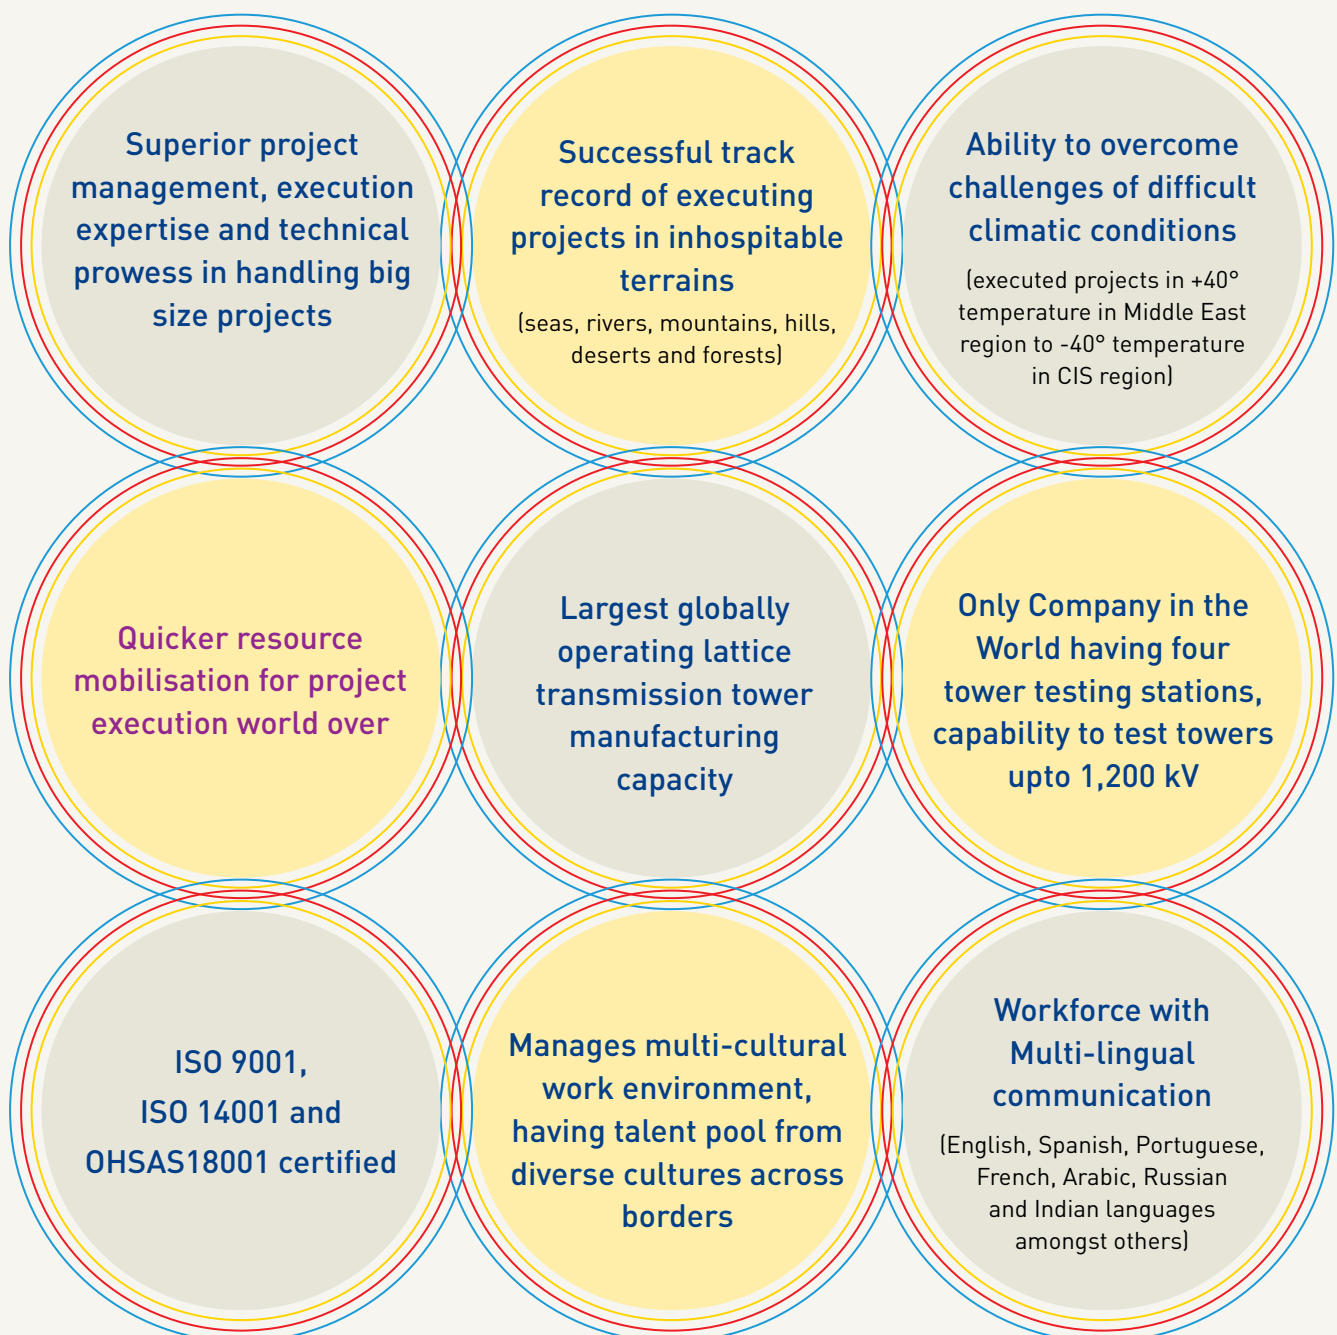 Superior project
management, execution
expertise and technical
prowess in handling big
size projects
Successful track
record of executing
projects in inhospitable
terrains
(seas, rivers, mountains, hills,
deserts and forests)
Ability to overcome
challenges of difficult
climatic conditions
(executed projects in +40°
temperature in Middle East
region to -40° temperature
in CIS region)
Quicker resource
mobilisation for project
execution world over
Largest globally
operating lattice
transmission tower
manufacturing
capacity
Only Company in the
World having four
tower testing stations,
capability to test towers
upto 1,200 kV
ISO 9001,
ISO 14001 and
OHSAS18001 certified
Manages multi-cultural
work environment,
having talent pool from
diverse cultures across
borders
Workforce with
Multi-lingual
communication
(English, Spanish, Portuguese,
French, Arabic, Russian
and Indian languages
amongst others)